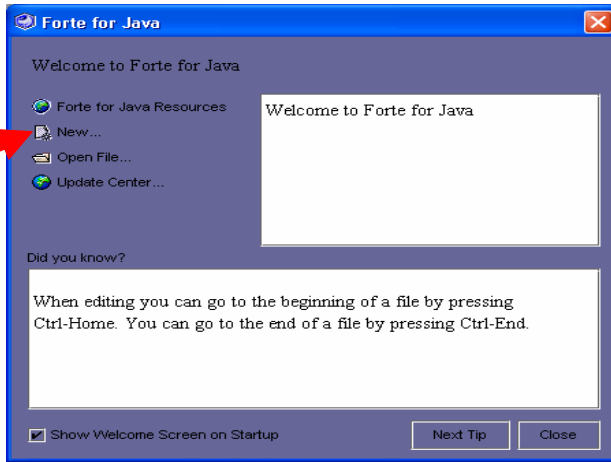 Forte for Java
Welcome to Forte for Java
Forte for Java Resources
New...
Open File...
Update Center...
Welcome to Forte for Java
Did you know?
When editing you can go to the beginning of a file by pressing
Ctrl-Home. You can go to the end of a file by pressing Ctrl-End.
Show Welcome Screen on Startup
Next Tip
Close